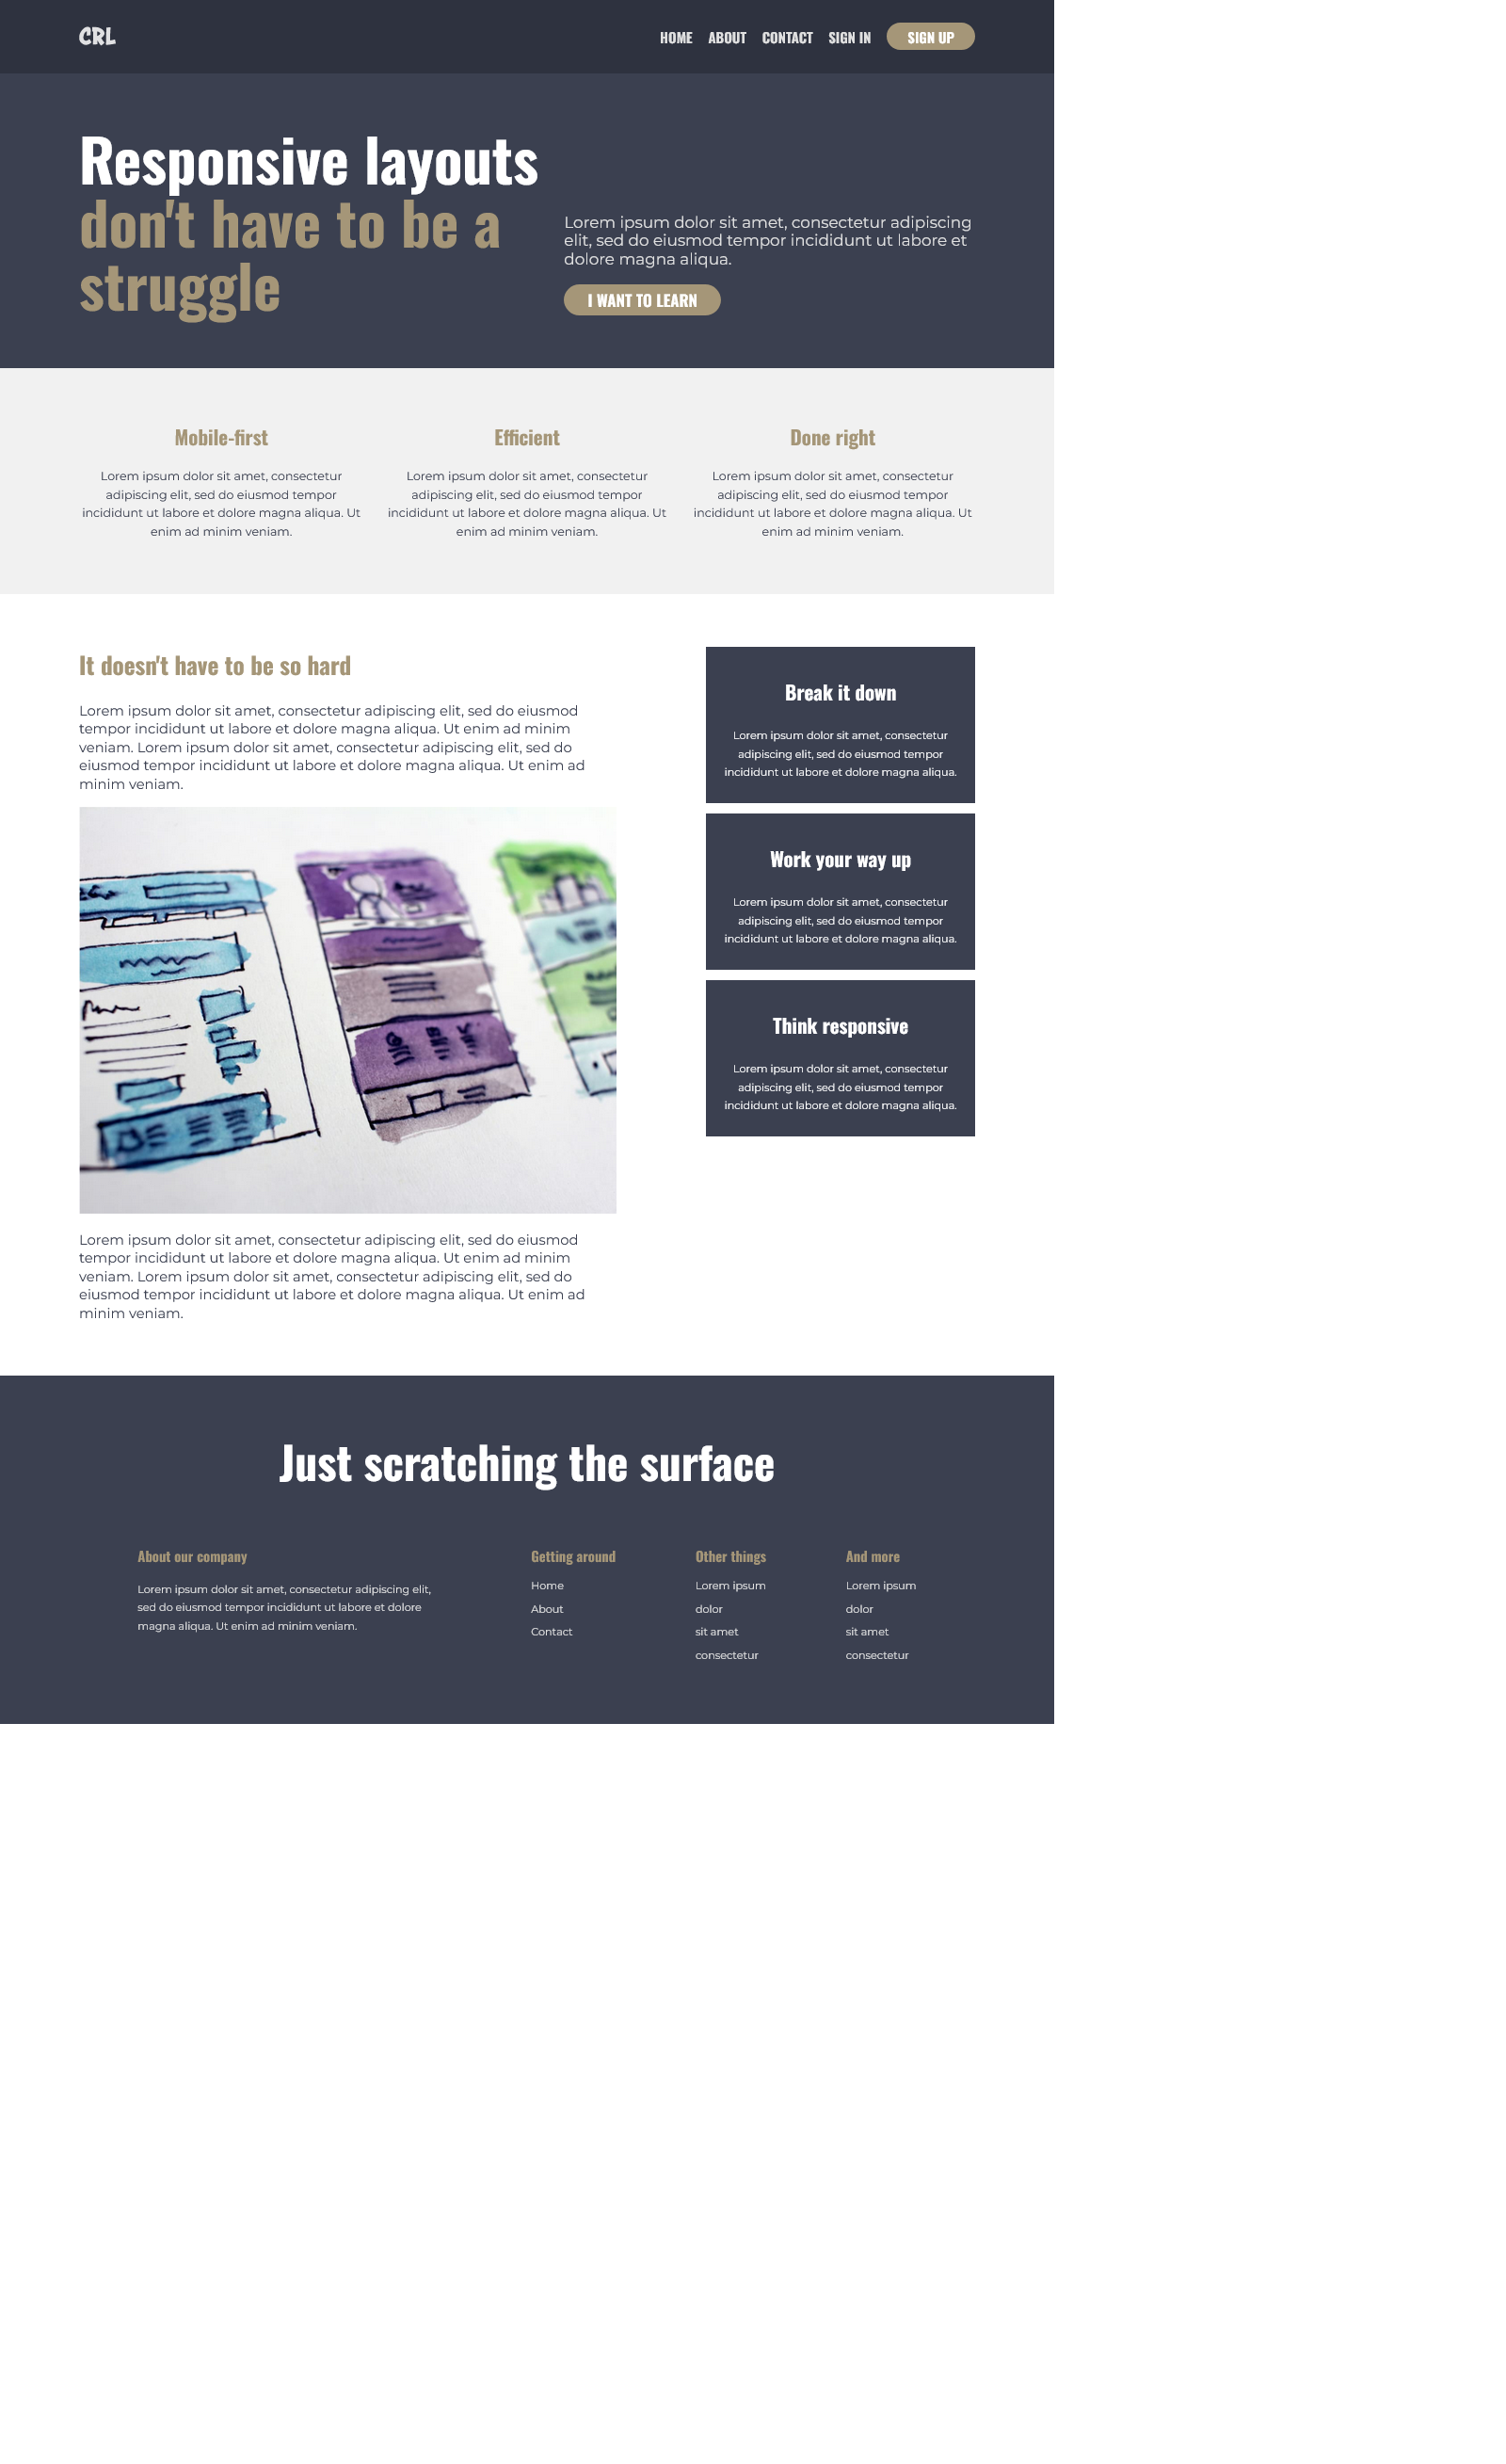 CRL
HOME ABOUT CONTACT SIGN IN SIGN UP
Responsive layouts
don't have to be a
struggle
Lorem ipsum dolor sit amet, consectetur adipiscing
elit, sed do eiusmod tempor incididunt ut labore et
dolore magna aliqua.
I WANT TO LEARN
Mobile-first
Lorem ipsum dolor sit amet, consectetur
adipiscing elit, sed do eiusmod tempor
incididunt ut labore et dolore magna aliqua. Ut
enim ad minim veniam.
Efficient
Lorem ipsum dolor sit amet, consectetur
adipiscing elit, sed do eiusmod tempor
incididunt ut labore et dolore magna aliqua. Ut
enim ad minim veniam.
Done right
Lorem ipsum dolor sit amet, consectetur
adipiscing elit, sed do eiusmod tempor
incididunt ut labore et dolore magna aliqua. Ut
enim ad minim veniam.
It doesn't have to be so hard
Lorem ipsum dolor sit amet, consectetur adipiscing elit, sed do eiusmod
tempor incididunt ut labore et dolore magna aliqua. Ut enim ad minim
veniam. Lorem ipsum dolor sit amet, consectetur adipiscing elit, sed do
eiusmod tempor incididunt ut labore et dolore magna aliqua. Ut enim ad
minim veniam.
Lorem ipsum dolor sit amet, consectetur adipiscing elit, sed do eiusmod
tempor incididunt ut labore et dolore magna aliqua. Ut enim ad minim
veniam. Lorem ipsum dolor sit amet, consectetur adipiscing elit, sed do
eiusmod tempor incididunt ut labore et dolore magna aliqua. Ut enim ad
minim veniam.
Break it down
Lorem ipsum dolor sit amet, consectetur
adipiscing elit, sed do eiusmod tempor
incididunt ut labore et dolore magna aliqua.
Work your way up
Lorem ipsum dolor sit amet, consectetur
adipiscing elit, sed do eiusmod tempor
incididunt ut labore et dolore magna aliqua.
Think responsive
Lorem ipsum dolor sit amet, consectetur
adipiscing elit, sed do eiusmod tempor
incididunt ut labore et dolore magna aliqua.
Just scratching the surface
About our company
Lorem ipsum dolor sit amet, consectetur adipiscing elit,
sed do eiusmod tempor incididunt ut labore et dolore
magna aliqua. Ut enim ad minim veniam.
Getting around
Home
About
Contact
Other things
Lorem ipsum
dolor
sit amet
consectetur
And more
Lorem ipsum
dolor
sit amet
consectetur